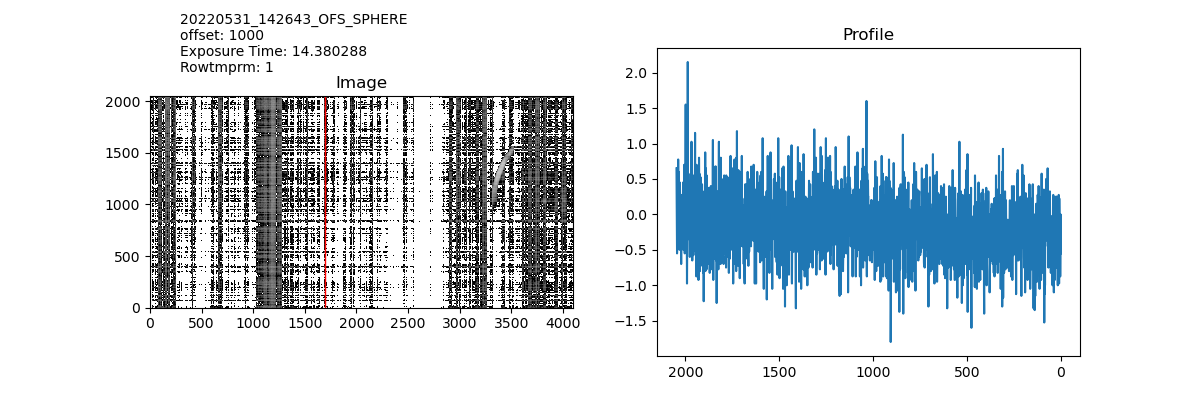 20220531_142643_OFS_SPHERE
offset: 1000
Exposure Time: 14.380288
Rowtmprm: 1
Image
2000
1500
1000
500
0
0 500 1000 1500 2000 2500 3000 3500 4000
Profile
2.0
1.5
1.0
0.5
0.0
−0.5
−1.0
−1.5
2000 1500 1000 500 0